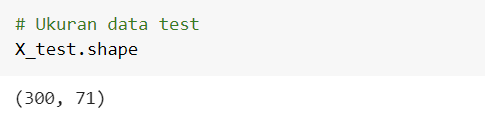 # Ukuran data test
X_test.shape
(300, 71)